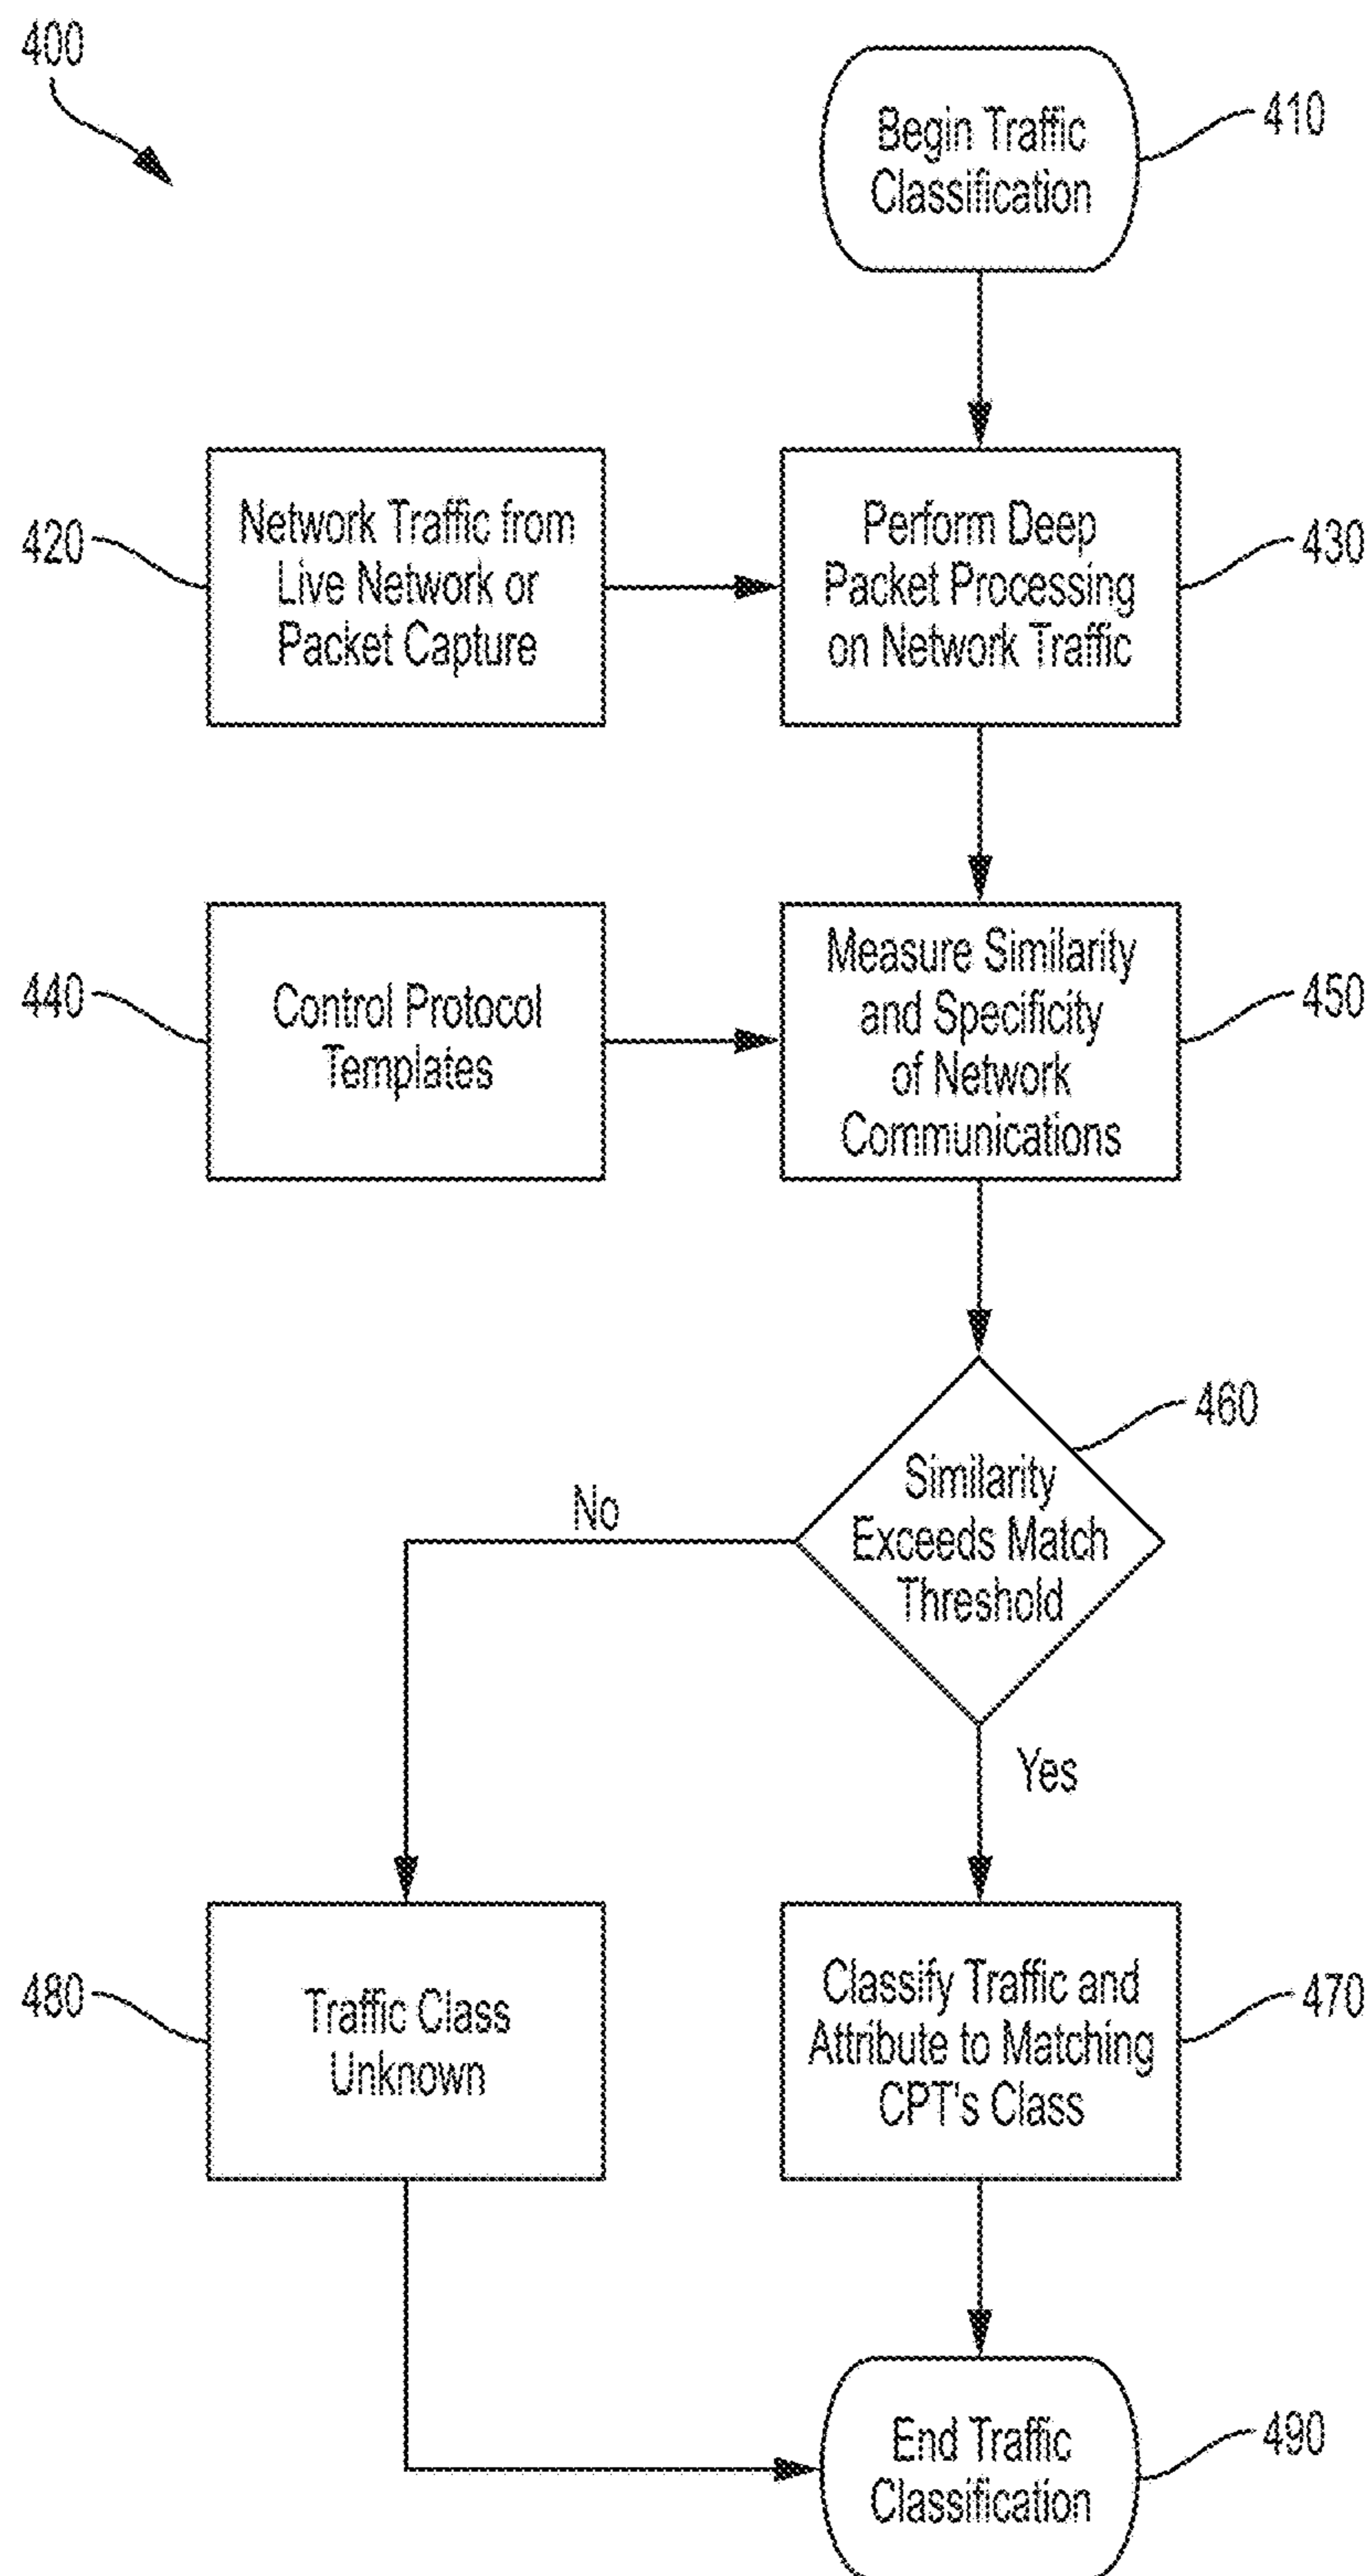 400
Begin Traffic
Classification
410
420
Network Traffic from
Live Network or
Packet Capture
Perform Deep
Packet Processing
on Network Traffic
430
440
Control Protocol
Templates
Measure Similarity
and Specificity
of Network
Communications
450
460
Similarity
Exceeds Match
Threshold
No
Yes
480
Traffic Class
Unknown
Classify Traffic and
Attribute to Matching
CPT's Class
470
End Traffic
Classification
490